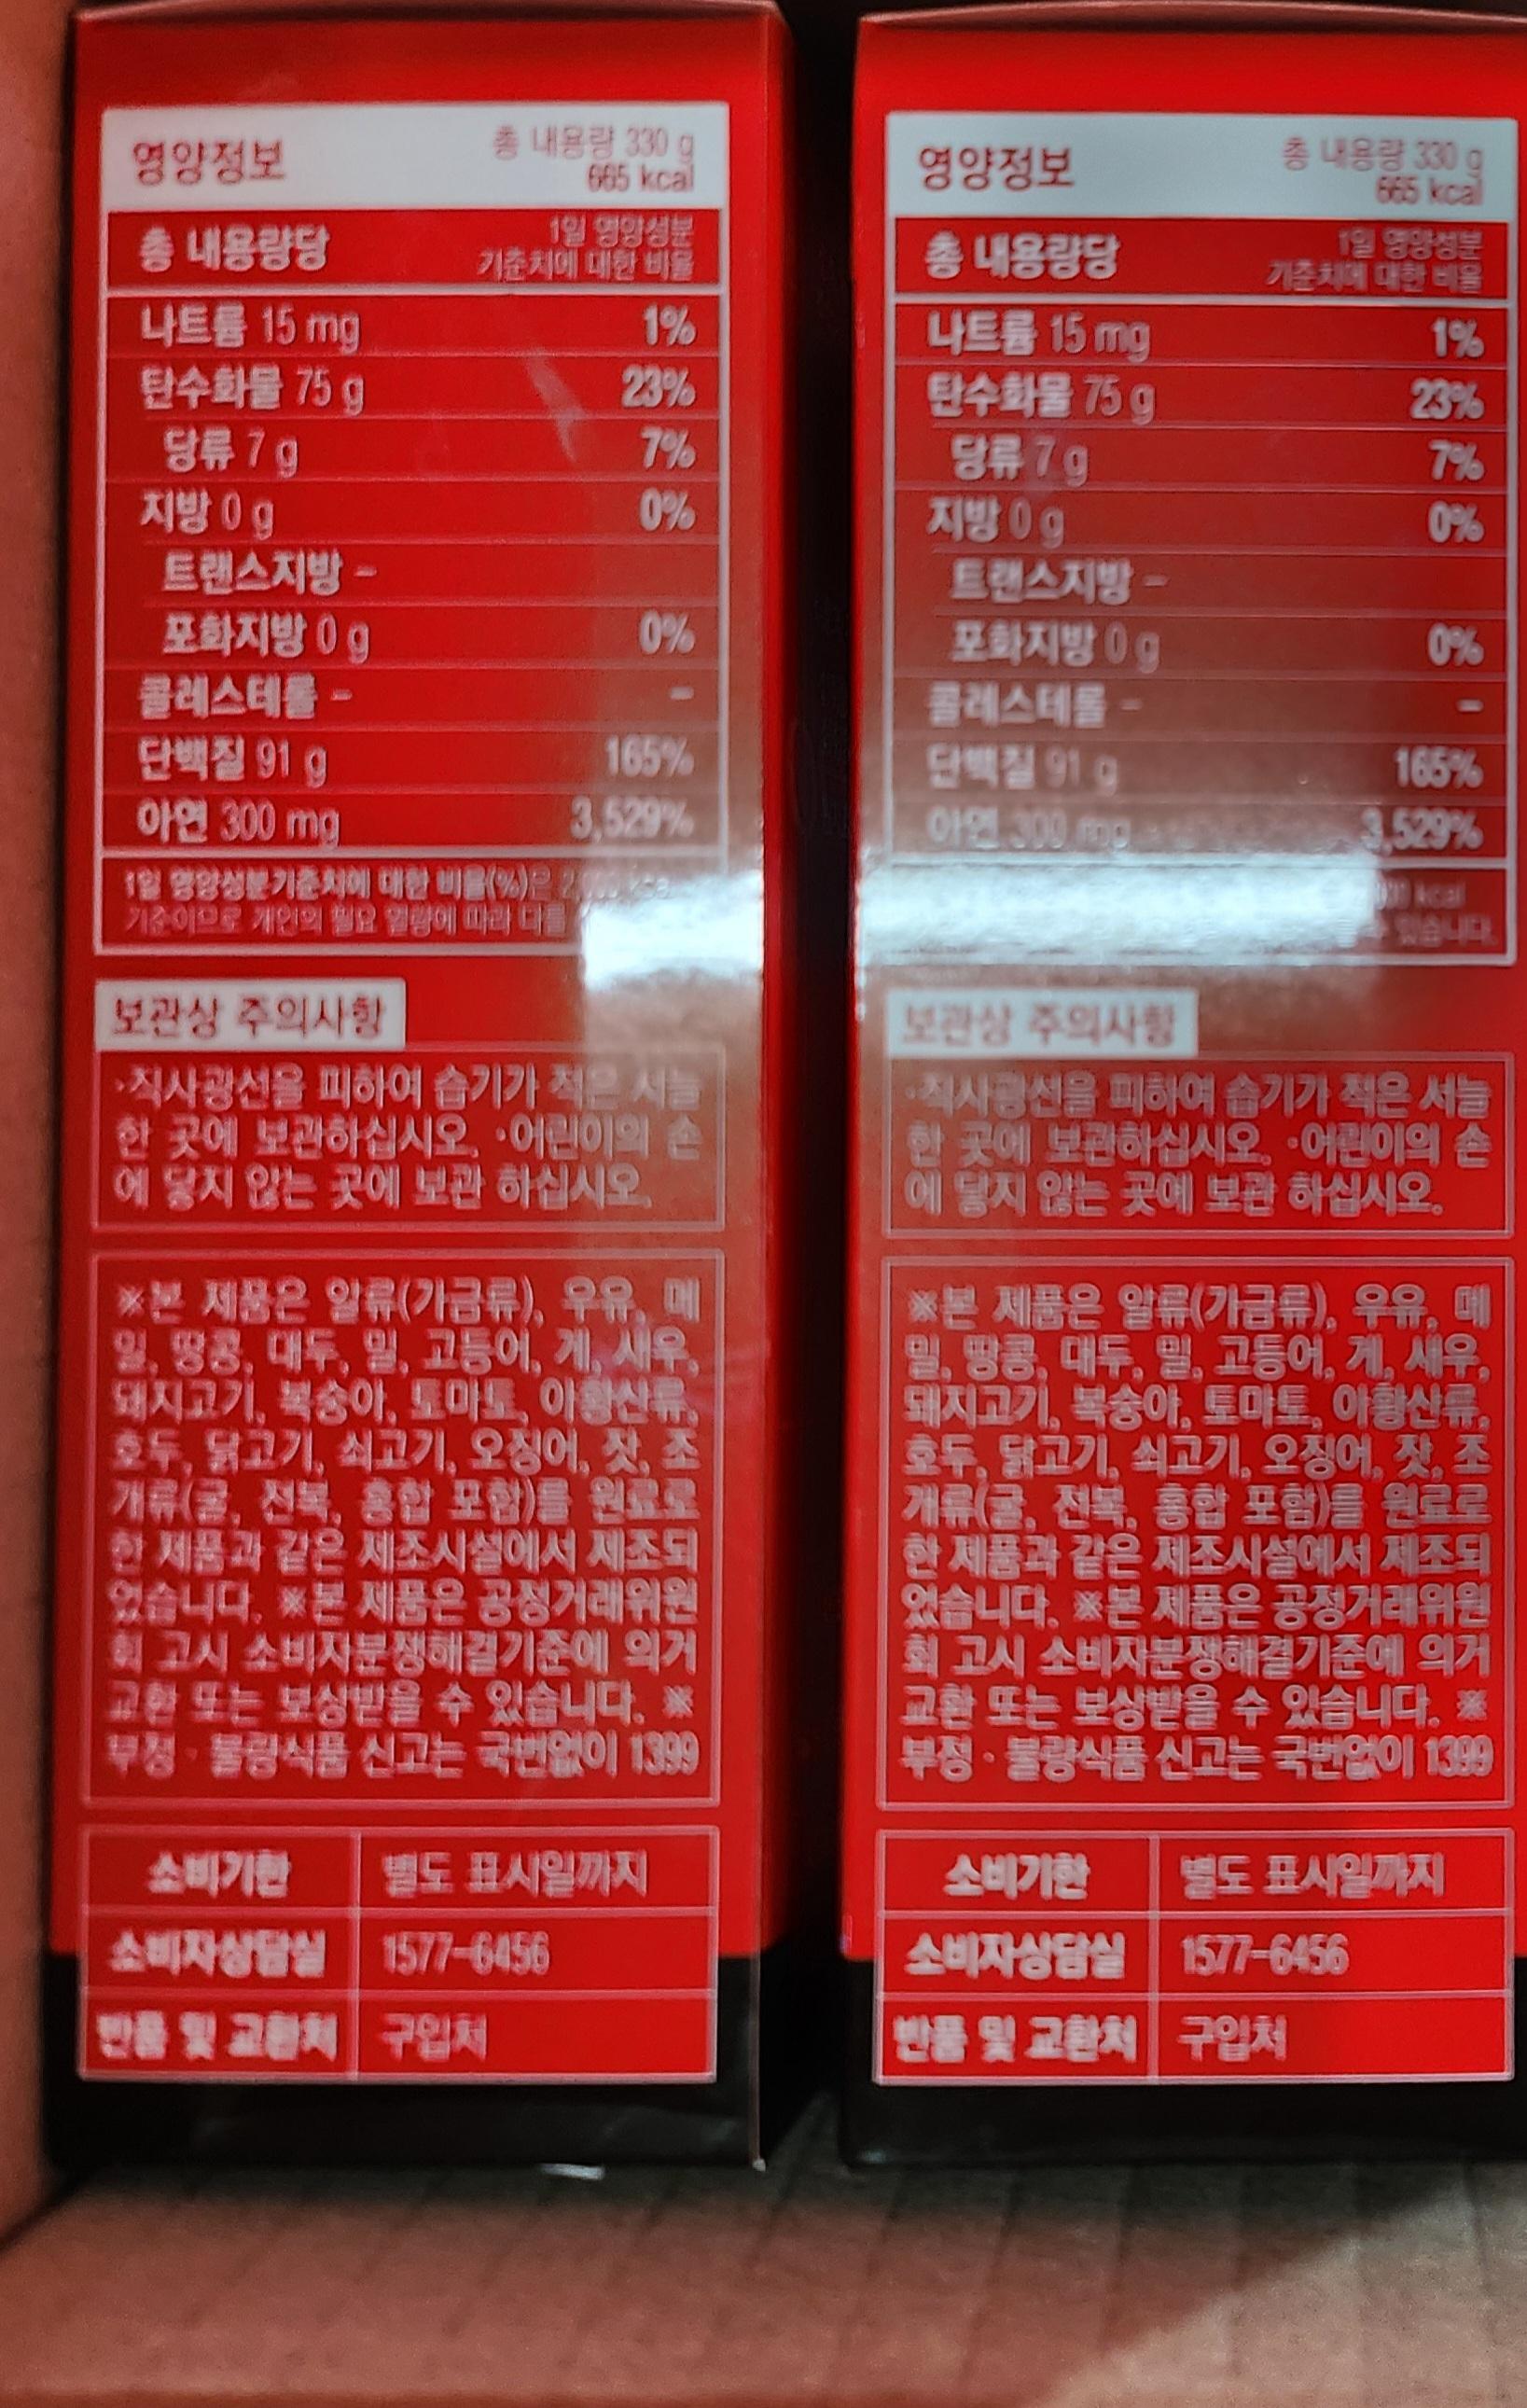 영양정보
총 내용량 330 g
665 kcal
총 내용량당
1일 영양성분
기준치에 대한 비율
나트륨 15 mg 1%
탄수화물 75 g 23%
당류 7 g 7%
지방 0 g 0%
트랜스지방 -
포화지방 0 g 0%
콜레스테롤 - -
단백질 91 g 165%
아연 300 mg 3,529%
1일 영양성분기준치에 대한 비율(%)은
기준이므로 개인의 필요 열량에 따라 다를
보관상 주의사항
·직사광선을 피하여 습기가 적은 서늘
한 곳에 보관하십시오. ·어린이의 손
에 닿지 않는 곳에 보관 하십시오.
※본 제품은 알류(가금류), 우유, 메
밀, 땅콩, 대두, 밀, 고등어, 게, 새우,
돼지고기, 복숭아, 토마토, 아황산류,
호두, 닭고기, 쇠고기, 오징어, 잣, 조
개류(굴, 전복, 홍합 포함)를 원료로
한 제품과 같은 제조시설에서 제조되
었습니다. ※본 제품은 공정거래위원
회 고시 소비자분쟁해결기준에 의거
교환 또는 보상받을 수 있습니다. ※
부정·불량식품 신고는 국번없이 1399
소비기한 별도 표시일까지
소비자상담실 1577-6456
반품 및 교환처 구입처
영양정보
총 내용량 330 g
665 kcal
총 내용량당
1일 영양성분
기준치에 대한 비율
나트륨 15 mg 1%
탄수화물 75 g 23%
당류 7 g 7%
지방 0 g 0%
트랜스지방 -
포화지방 0 g 0%
콜레스테롤 - -
단백질 91 g 165%
아연 300 mg 3,529%
kcal
있습니다.
보관상 주의사항
·직사광선을 피하여 습기가 적은 서늘
한 곳에 보관하십시오. ·어린이의 손
에 닿지 않는 곳에 보관 하십시오.
※본 제품은 알류(가금류), 우유, 메
밀, 땅콩, 대두, 밀, 고등어, 게, 새우,
돼지고기, 복숭아, 토마토, 아황산류,
호두, 닭고기, 쇠고기, 오징어, 잣, 조
개류(굴, 전복, 홍합 포함)를 원료로
한 제품과 같은 제조시설에서 제조되
었습니다. ※본 제품은 공정거래위원
회 고시 소비자분쟁해결기준에 의거
교환 또는 보상받을 수 있습니다. ※
부정·불량식품 신고는 국번없이 1399
소비기한 별도 표시일까지
소비자상담실 1577-6456
반품 및 교환처 구입처